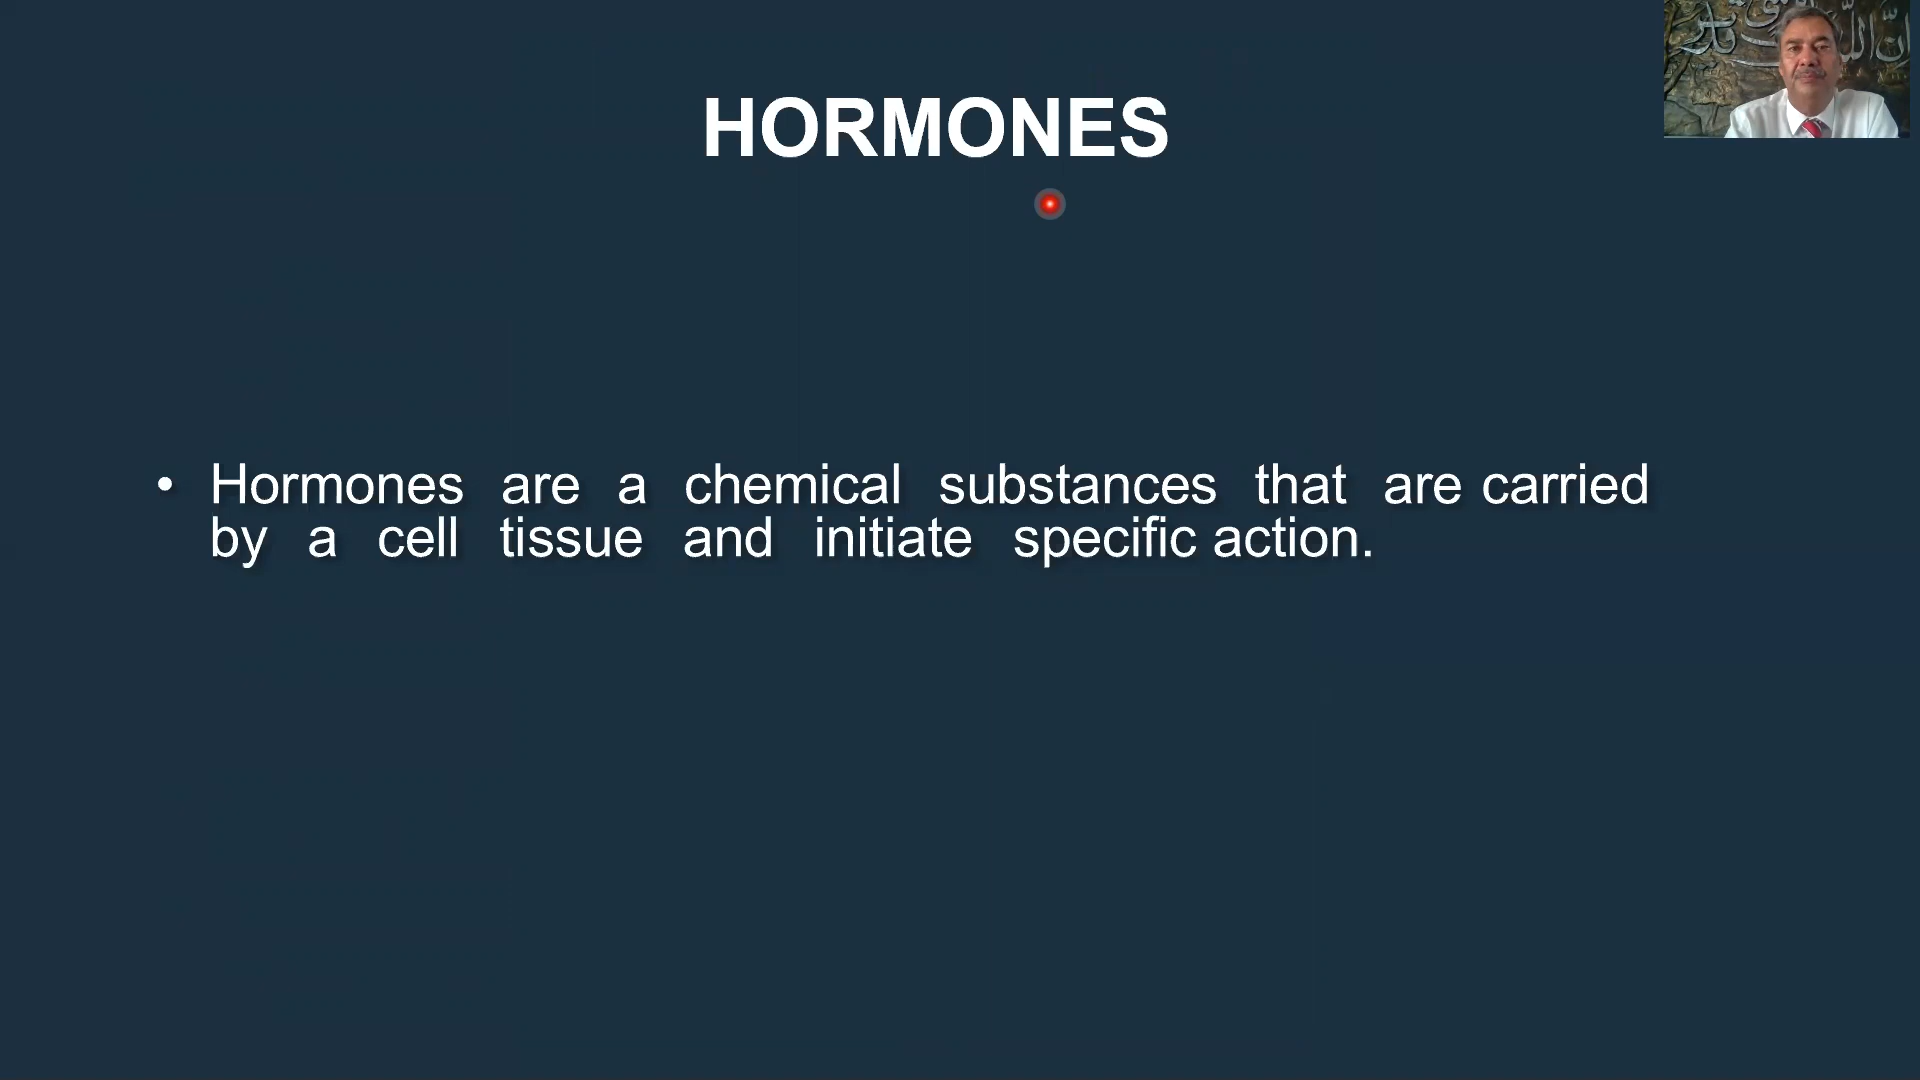 HORMONES
• Hormones are a chemical substances that are carried
by a cell tissue and initiate specific action.